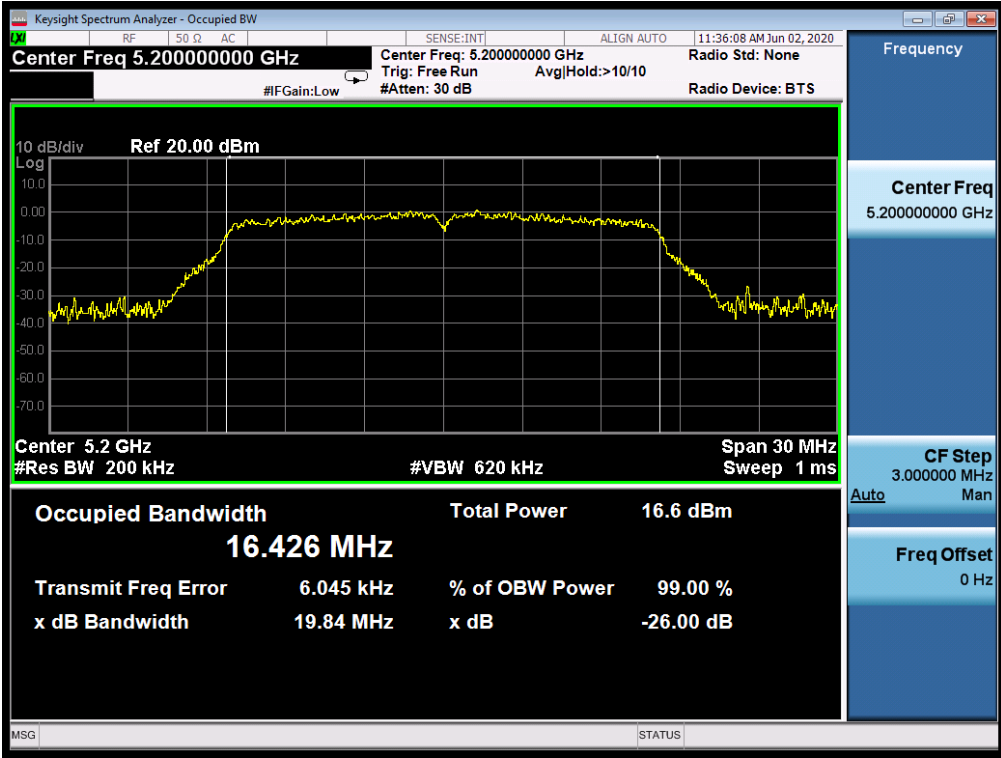 Keysight Spectrum Analyzer - Occupied BW
LXI RF 50 Ω AC SENSE:INT ALIGN AUTO 11:36:08 AM Jun 02, 2020
Center Freq 5.200000000 GHz Center Freq: 5.200000000 GHz Radio Std: None
Trig: Free Run Avg|Hold:>10/10
#IFGain:Low #Atten: 30 dB Radio Device: BTS
10 dB/div Ref 20.00 dBm
Log
10.0
0.00
-10.0
-20.0
-30.0
-40.0
-50.0
-60.0
-70.0
Center 5.2 GHz Span 30 MHz
#Res BW 200 kHz #VBW 620 kHz Sweep 1 ms
Occupied Bandwidth Total Power 16.6 dBm
16.426 MHz
Transmit Freq Error 6.045 kHz % of OBW Power 99.00 %
x dB Bandwidth 19.84 MHz x dB -26.00 dB
MSG STATUS
Frequency
Center Freq
5.200000000 GHz
CF Step
3.000000 MHz
Auto Man
Freq Offset
0 Hz